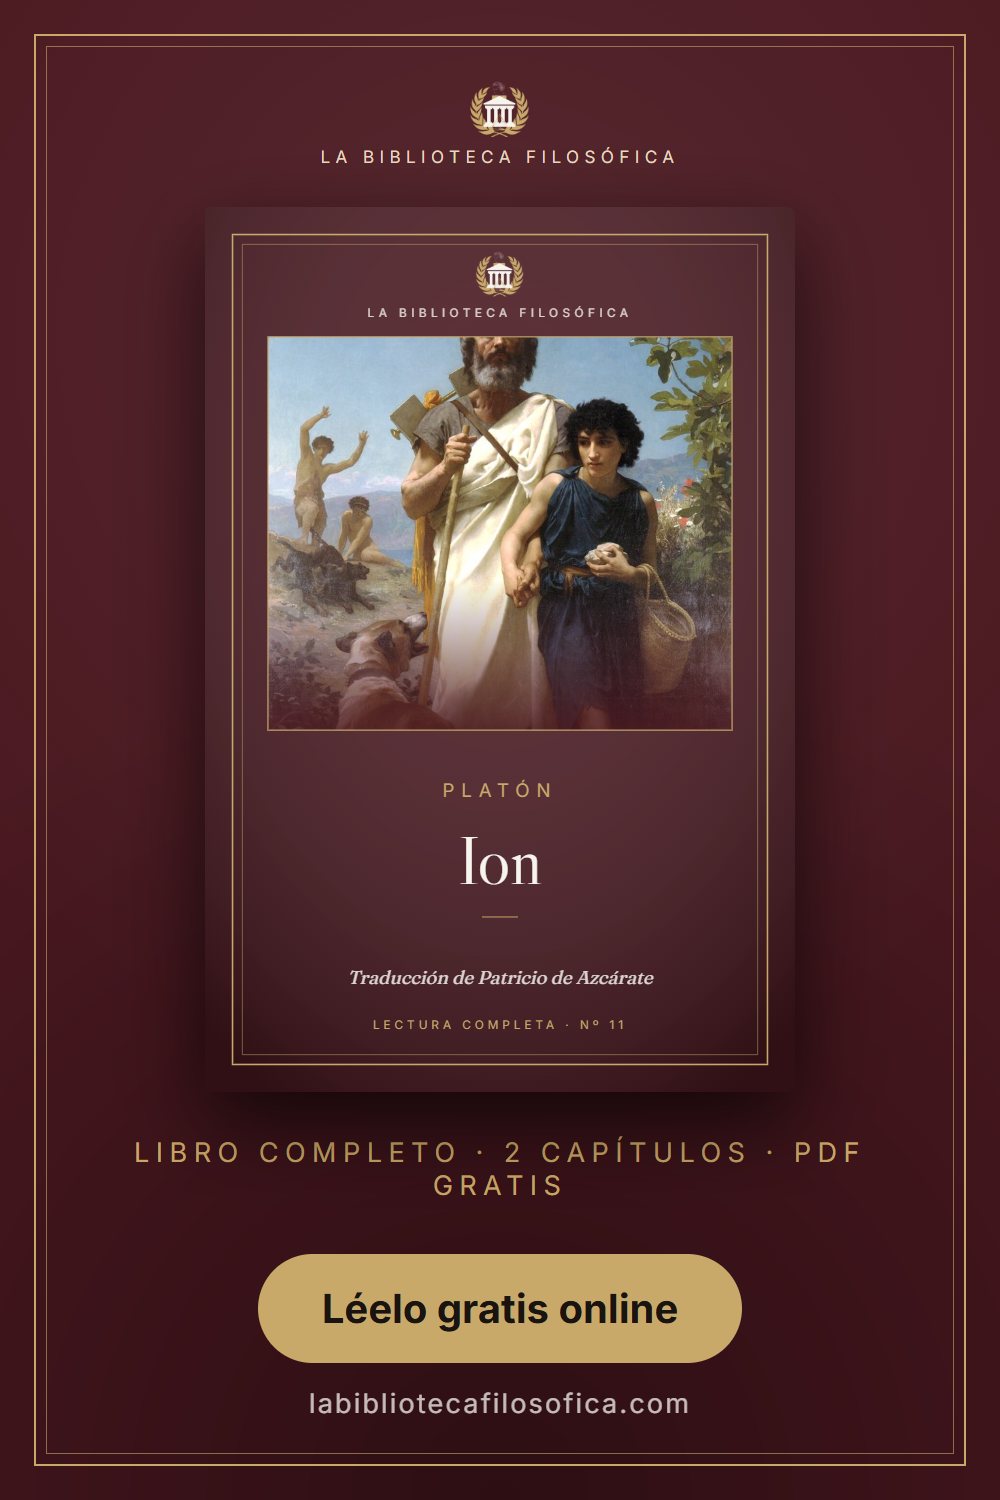 LA BIBLIOTECA FILOSÓFICA
LA BIBLIOTECA FILOSÓFICA
PLATÓN
Ion
Traducción de Patricio de Azcárate
LECTURA COMPLETA · Nº 11
LIBRO COMPLETO · 2 CAPÍTULOS · PDF
GRATIS
Léelo gratis online
labibliotecafilosofica.com